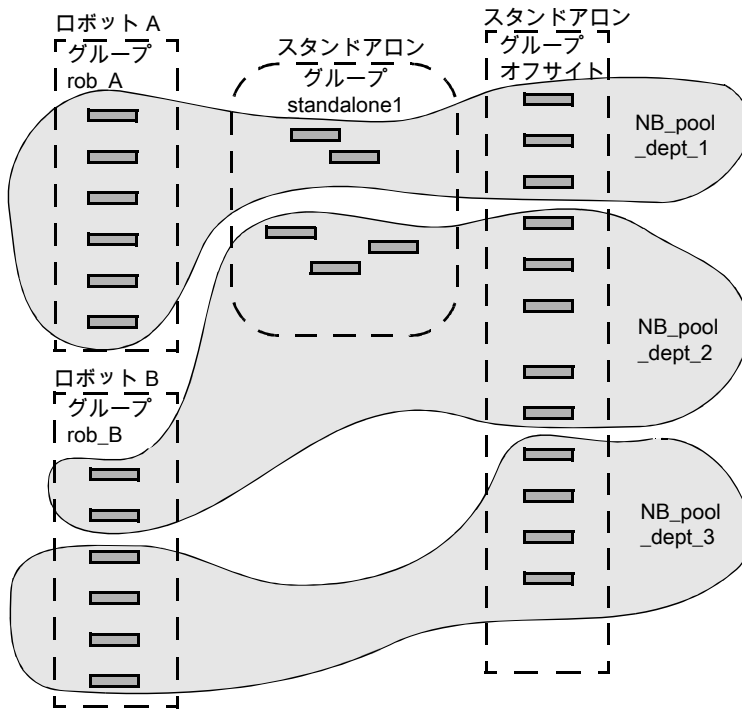 ロボット A
グループ
rob_A
スタンドアロン
グループ
standalone1
スタンドアロン
グループ
オフサイト
NB_pool
_dept_1
NB_pool
_dept_2
ロボット B
グループ
rob_B
NB_pool
_dept_3